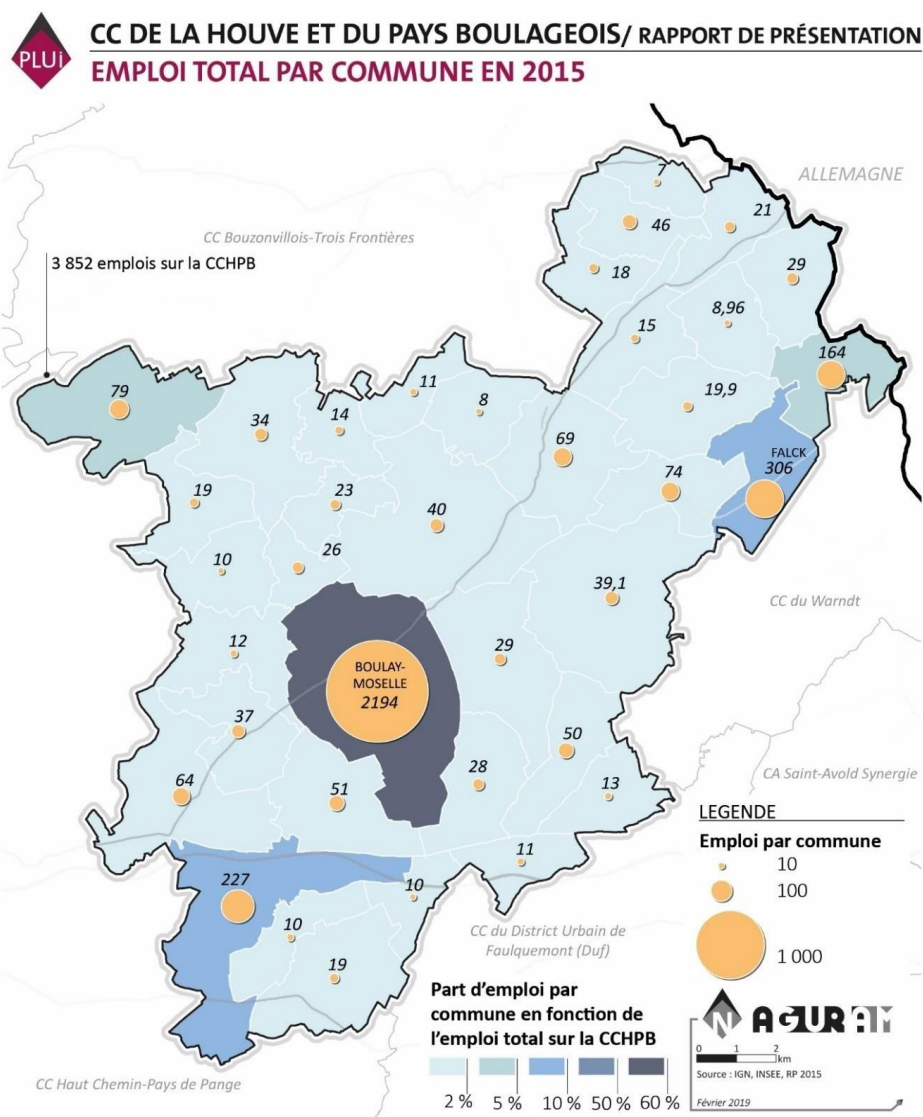 PLUi
CC DE LA HOUVE ET DU PAYS BOULAGEOIS/ RAPPORT DE PRÉSENTATION
EMPLOI TOTAL PAR COMMUNE EN 2015
ALLEMAGNE
CC Bouzonvillois-Trois Frontières
3 852 emplois sur la CCHPB
7
46
21
18
29
15
8,96
164
79
11
8
19,9
34
14
69
FALCK
306
74
19
23
40
10
26
39,1
CC du Warndt
12
29
BOULAY-
MOSELLE
2194
37
50
64
51
28
13
CA Saint-Avold Synergie
11
227
10
10
19
CC du District Urbain de
Faulquemont (Duf)
CC Haut Chemin-Pays de Pange
LEGENDE
Emploi par commune
10
100
1 000
Part d'emploi par
commune en fonction de
l'emploi total sur la CCHPB
2 % 5 % 10 % 50 % 60 %
N AGURAM
0 1 2
km
Source : IGN, INSEE, RP 2015
Février 2019